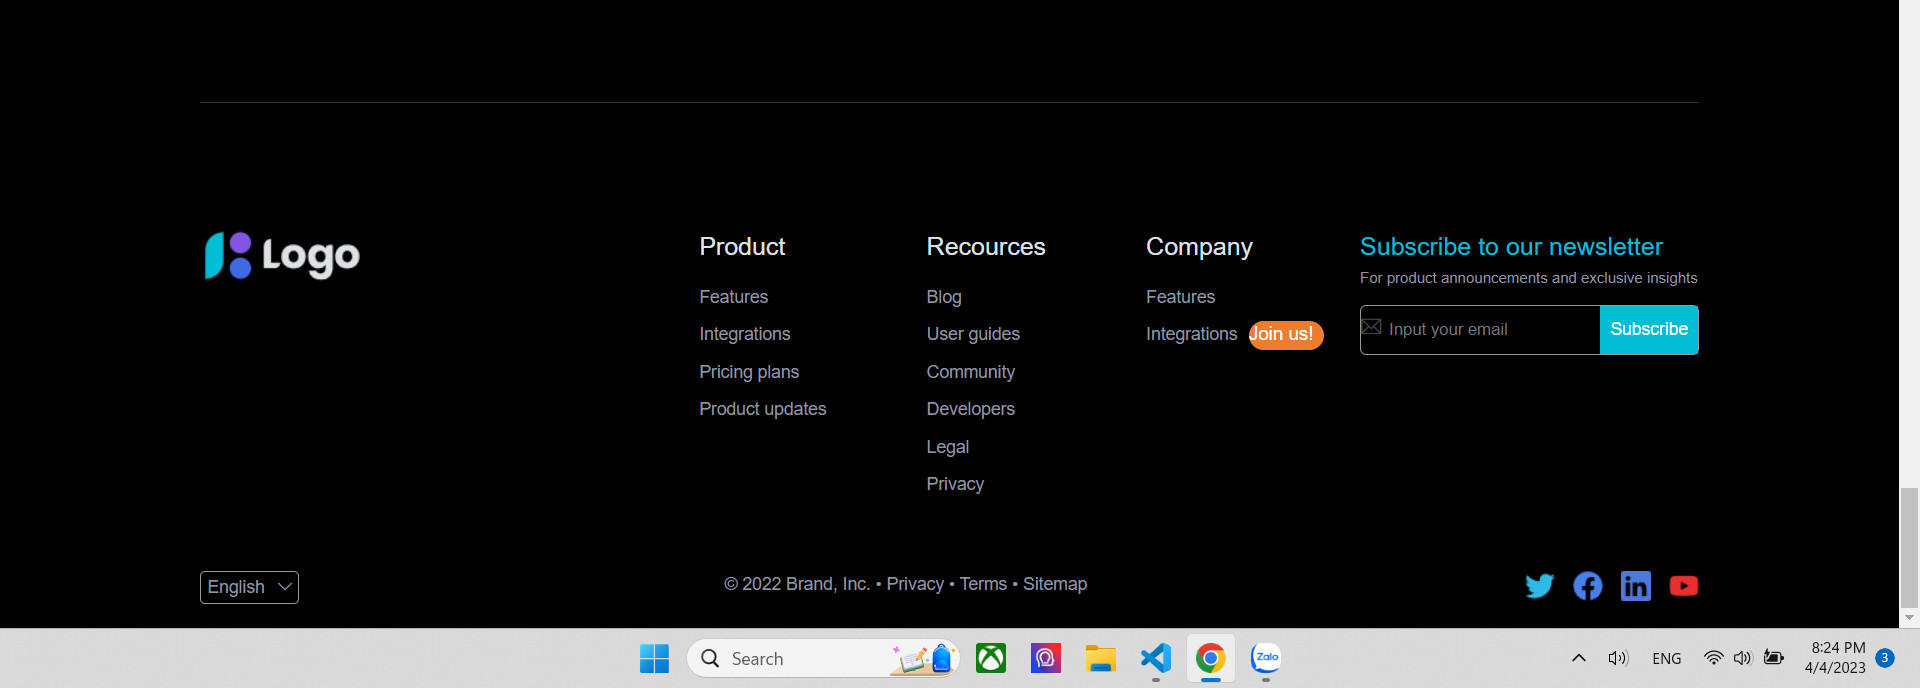 Logo
Product
Features
Integrations
Pricing plans
Product updates
Recources
Blog
User guides
Community
Developers
Legal
Privacy
Company
Features
Integrations Join us!
Subscribe to our newsletter
For product announcements and exclusive insights
Input your email Subscribe
English
© 2022 Brand, Inc. • Privacy • Terms • Sitemap
in
Search
Zalo
ENG
8:24 PM
4/4/2023
3